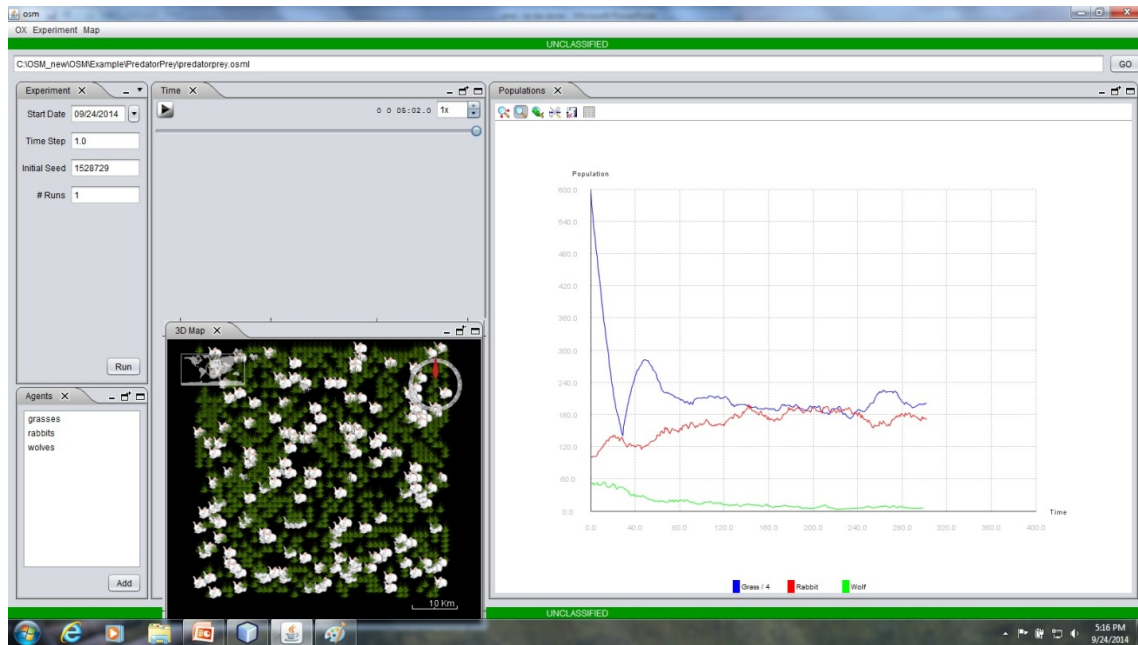 osm
OX Experiment Map
UNCLASSIFIED
C:\OSM_new\OSM\Example\PredatorPrey\predatorprey.osml
GO
Experiment
Start Date 09/24/2014
Time Step 1.0
Initial Seed 1528729
# Runs 1
Run
Agents
grasses
rabbits
wolves
Add
Time
0 0 05:02.0 1x
3D Map
10 Km
Populations
Population
600.0
540.0
480.0
420.0
360.0
300.0
240.0
180.0
120.0
60.0
0.0
0.0 40.0 80.0 120.0 160.0 200.0 240.0 280.0 320.0 360.0 400.0
Time
Grass / 4 Rabbit Wolf
UNCLASSIFIED
5:16 PM
9/24/2014